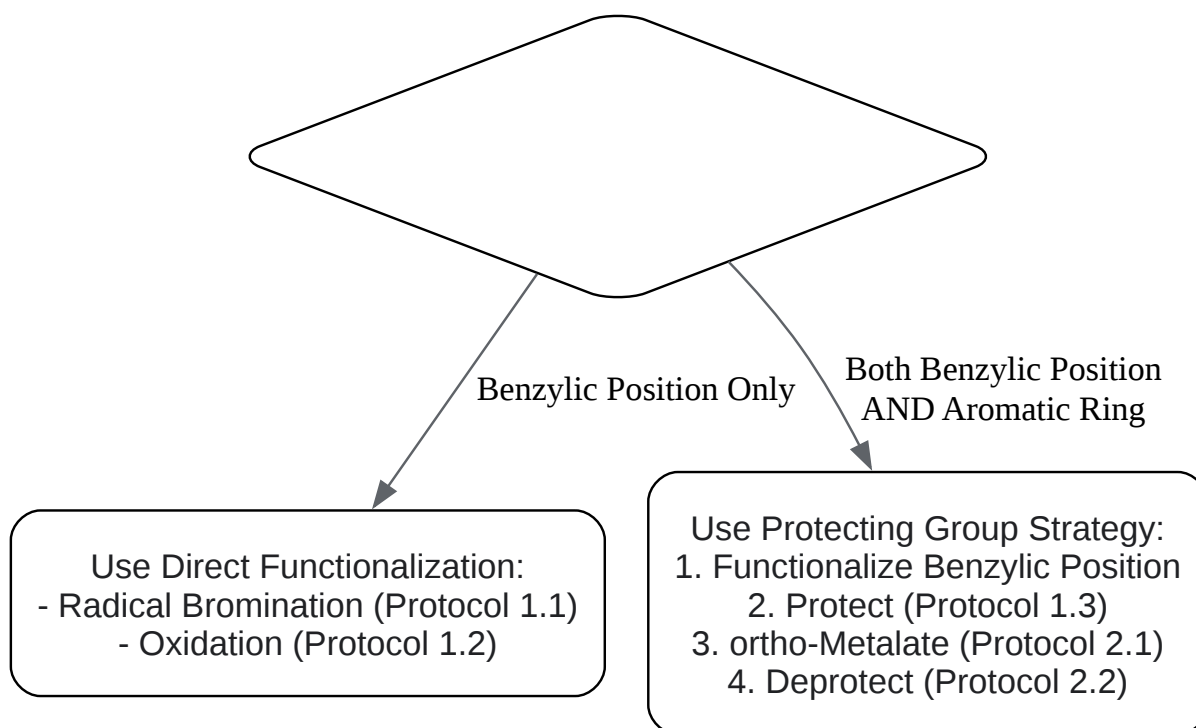 Benzylic Position Only
Both Benzylic Position
AND Aromatic Ring
Use Direct Functionalization:
- Radical Bromination (Protocol 1.1)
- Oxidation (Protocol 1.2)
Use Protecting Group Strategy:
1. Functionalize Benzylic Position
2. Protect (Protocol 1.3)
3. ortho-Metalate (Protocol 2.1)
4. Deprotect (Protocol 2.2)